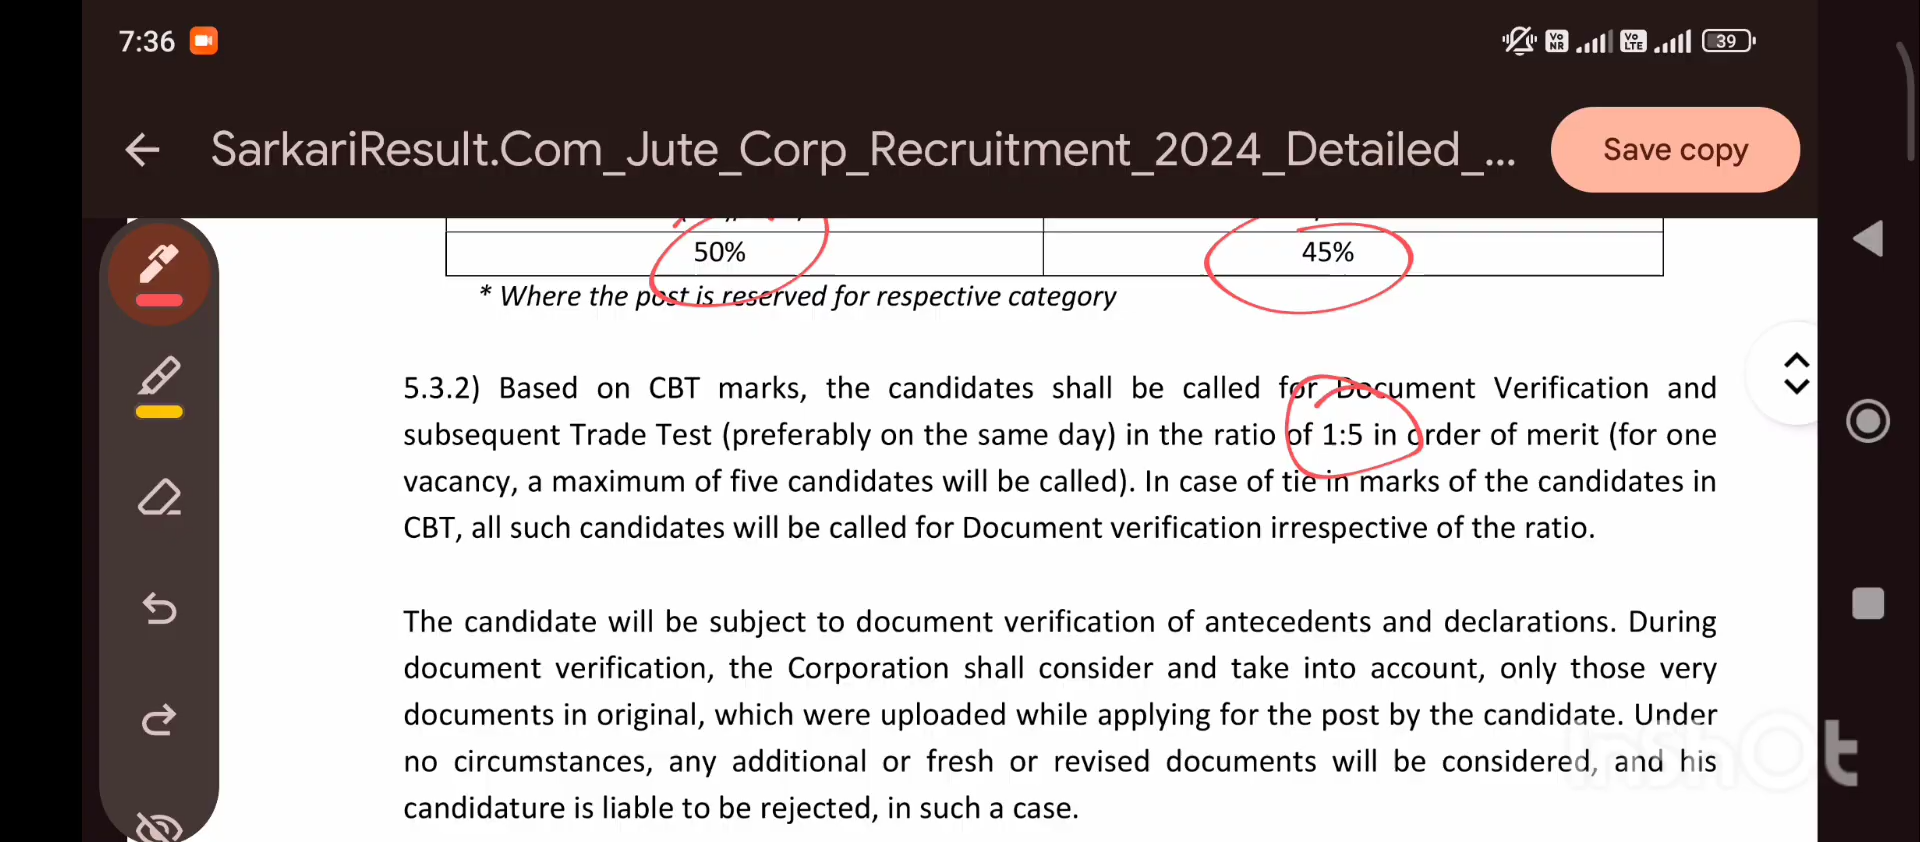 7:36
Vo NR
Vo LTE
39
SarkariResult.Com_Jute_Corp_Recruitment_2024_Detailed_...
Save copy
50%
45%
* Where the post is reserved for respective category
5.3.2) Based on CBT marks, the candidates shall be called for Document Verification and
subsequent Trade Test (preferably on the same day) in the ratio of 1:5 in order of merit (for one
vacancy, a maximum of five candidates will be called). In case of tie in marks of the candidates in
CBT, all such candidates will be called for Document verification irrespective of the ratio.
The candidate will be subject to document verification of antecedents and declarations. During
document verification, the Corporation shall consider and take into account, only those very
documents in original, which were uploaded while applying for the post by the candidate. Under
no circumstances, any additional or fresh or revised documents will be considered, and his
candidature is liable to be rejected, in such a case.
InShOt